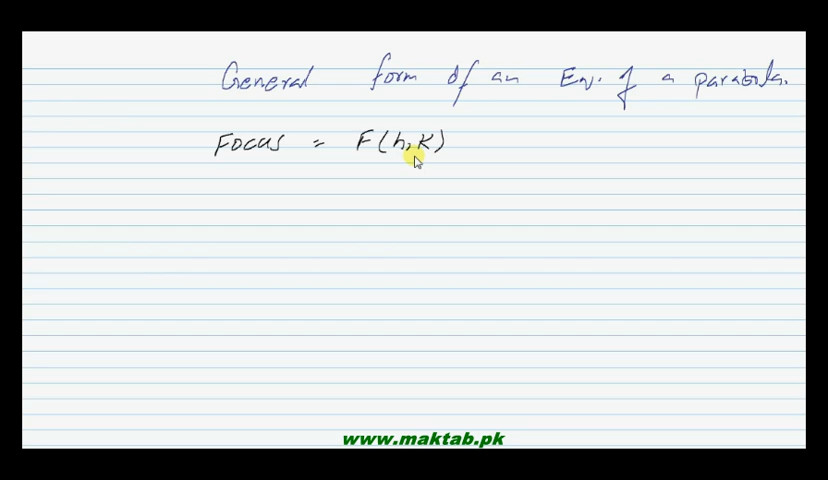 General form of an Eq. of a parabola.
Focus = F(h,K)
www.maktab.pk